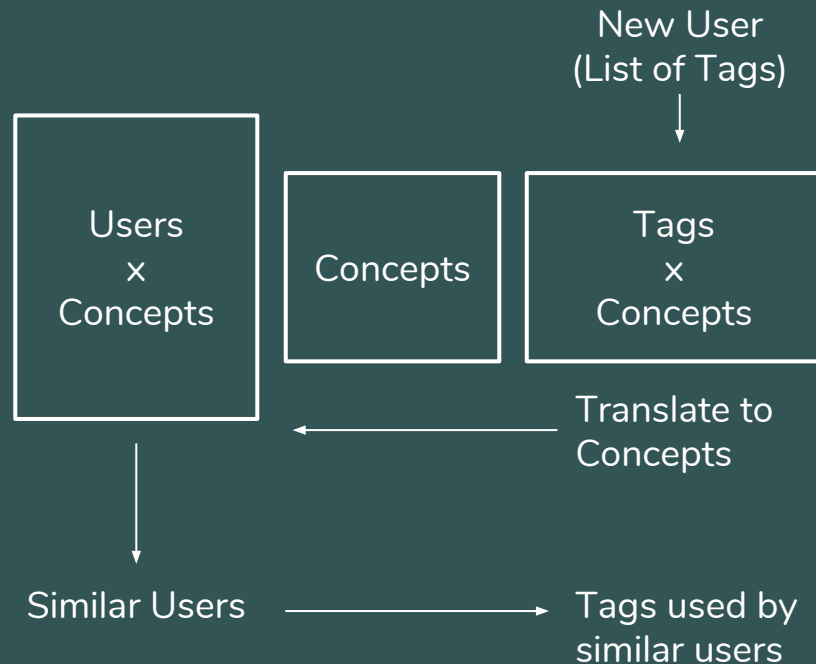 New User
(List of Tags)
Users
x
Concepts
Concepts
Tags
x
Concepts
Translate to
Concepts
Similar Users
Tags used by
similar users